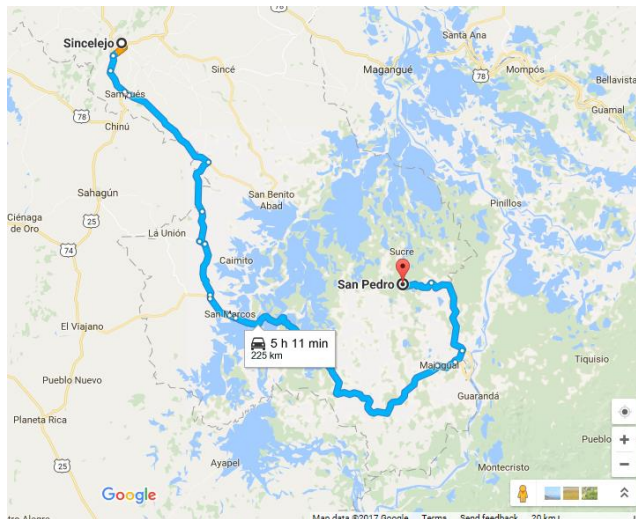 Sincelejo
Santa Ana
Sincé
Magangué
78
Mompós
Bellavista
Sampués
Guamal
78
Chinú
Sahagún
San Benito
Abad
Pinillos
Ciénaga
de Oro
25
La Unión
Sucre
74
Caimito
San Pedro
San Marcos
El Viajano
5 h 11 min
225 km
Tiquisio
Majagual
Pueblo Nuevo
Guarandá
Planeta Rica
Pueblo
25
Ayapel
Montecristo
Google
Map data ©2017 Google Terms Send feedback 20 km